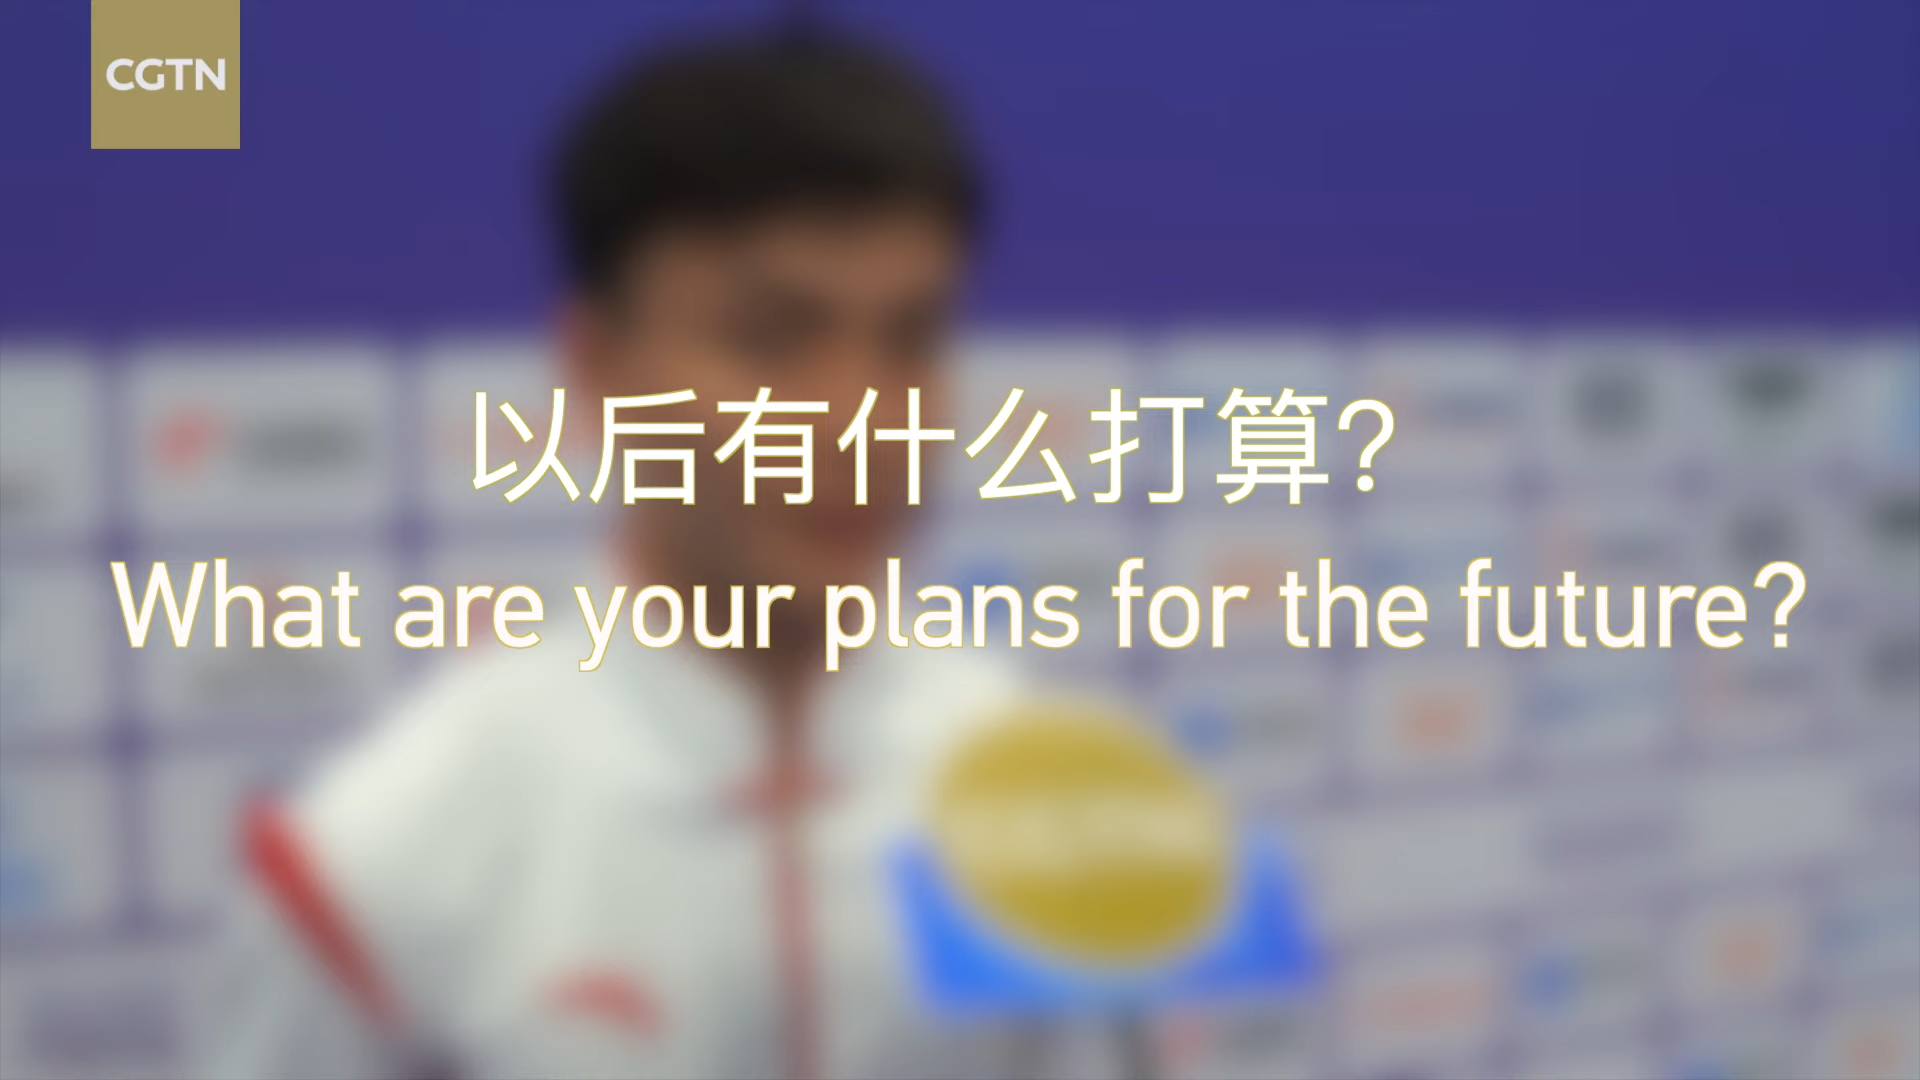 CGTN
以后有什么打算?
What are your plans for the future?